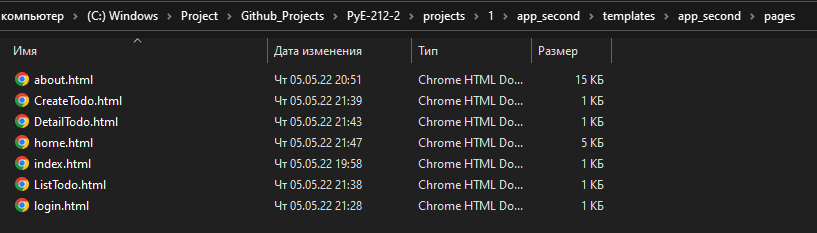 компьютер > (C:) Windows > Project > Github_Projects > PyE-212-2 > projects > 1 > app_second > templates > app_second > pages
Имя Дата изменения Тип Размер
about.html Чт 05.05.22 20:51 Chrome HTML Do... 15 КБ
CreateTodo.html Чт 05.05.22 21:39 Chrome HTML Do... 1 КБ
DetailTodo.html Чт 05.05.22 21:43 Chrome HTML Do... 1 КБ
home.html Чт 05.05.22 21:47 Chrome HTML Do... 5 КБ
index.html Чт 05.05.22 19:58 Chrome HTML Do... 1 КБ
ListTodo.html Чт 05.05.22 21:38 Chrome HTML Do... 1 КБ
login.html Чт 05.05.22 21:28 Chrome HTML Do... 1 КБ